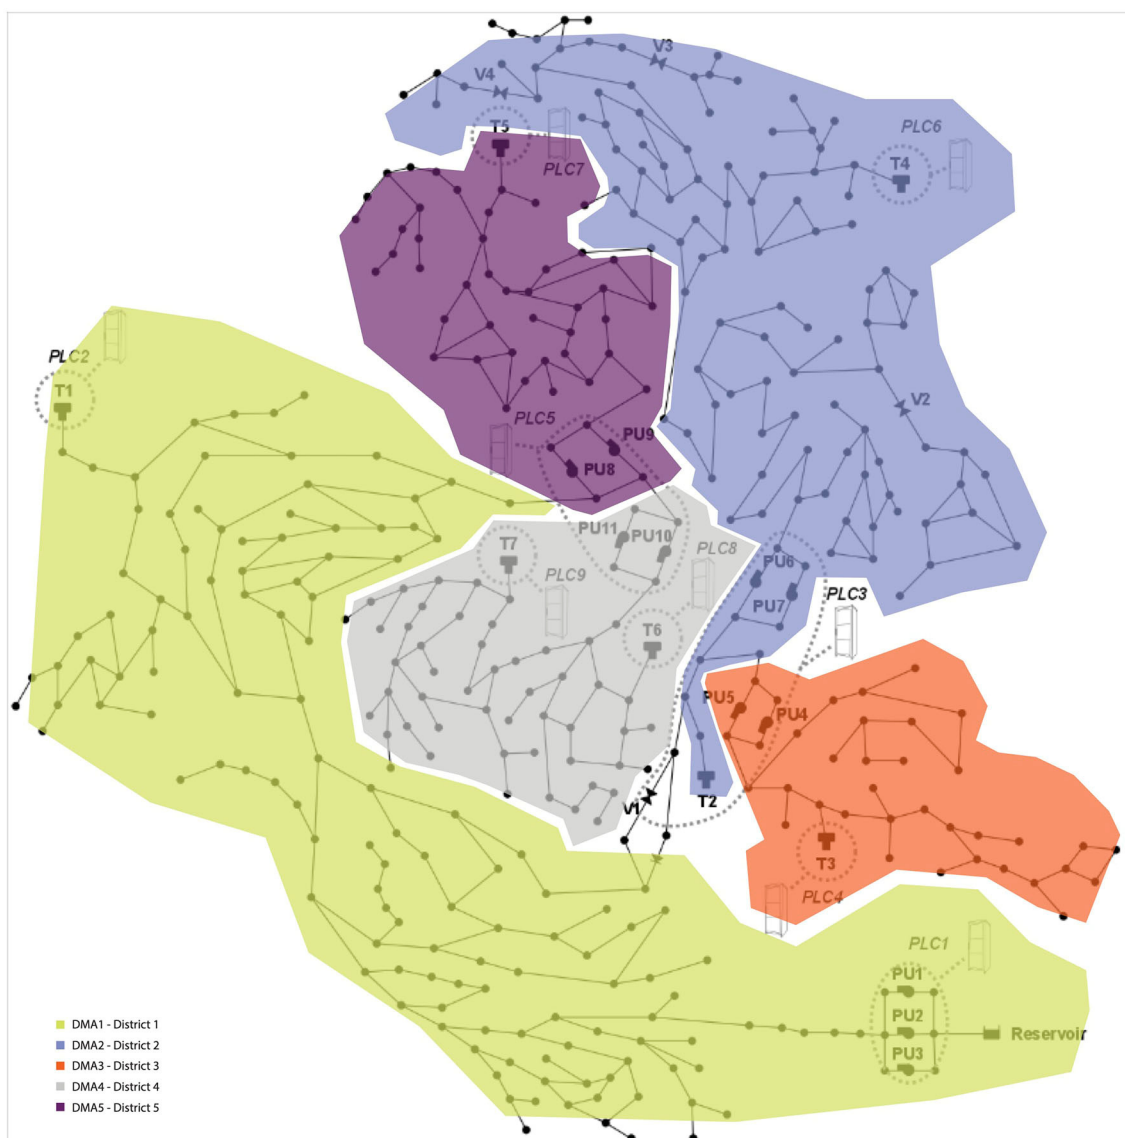 V3
V4
T5
PLC7
PLC6
T4
PLC2
T1
V2
PLC5
PU9
PU8
PU11
PU10
T7
PLC8
PLC9
PU6
PU7
PLC3
T6
PU5
PU4
V1
T2
T3
PLC4
PLC1
PU1
PU2
Reservoir
PU3
DMA1 - District 1
DMA2 - District 2
DMA3 - District 3
DMA4 - District 4
DMA5 - District 5